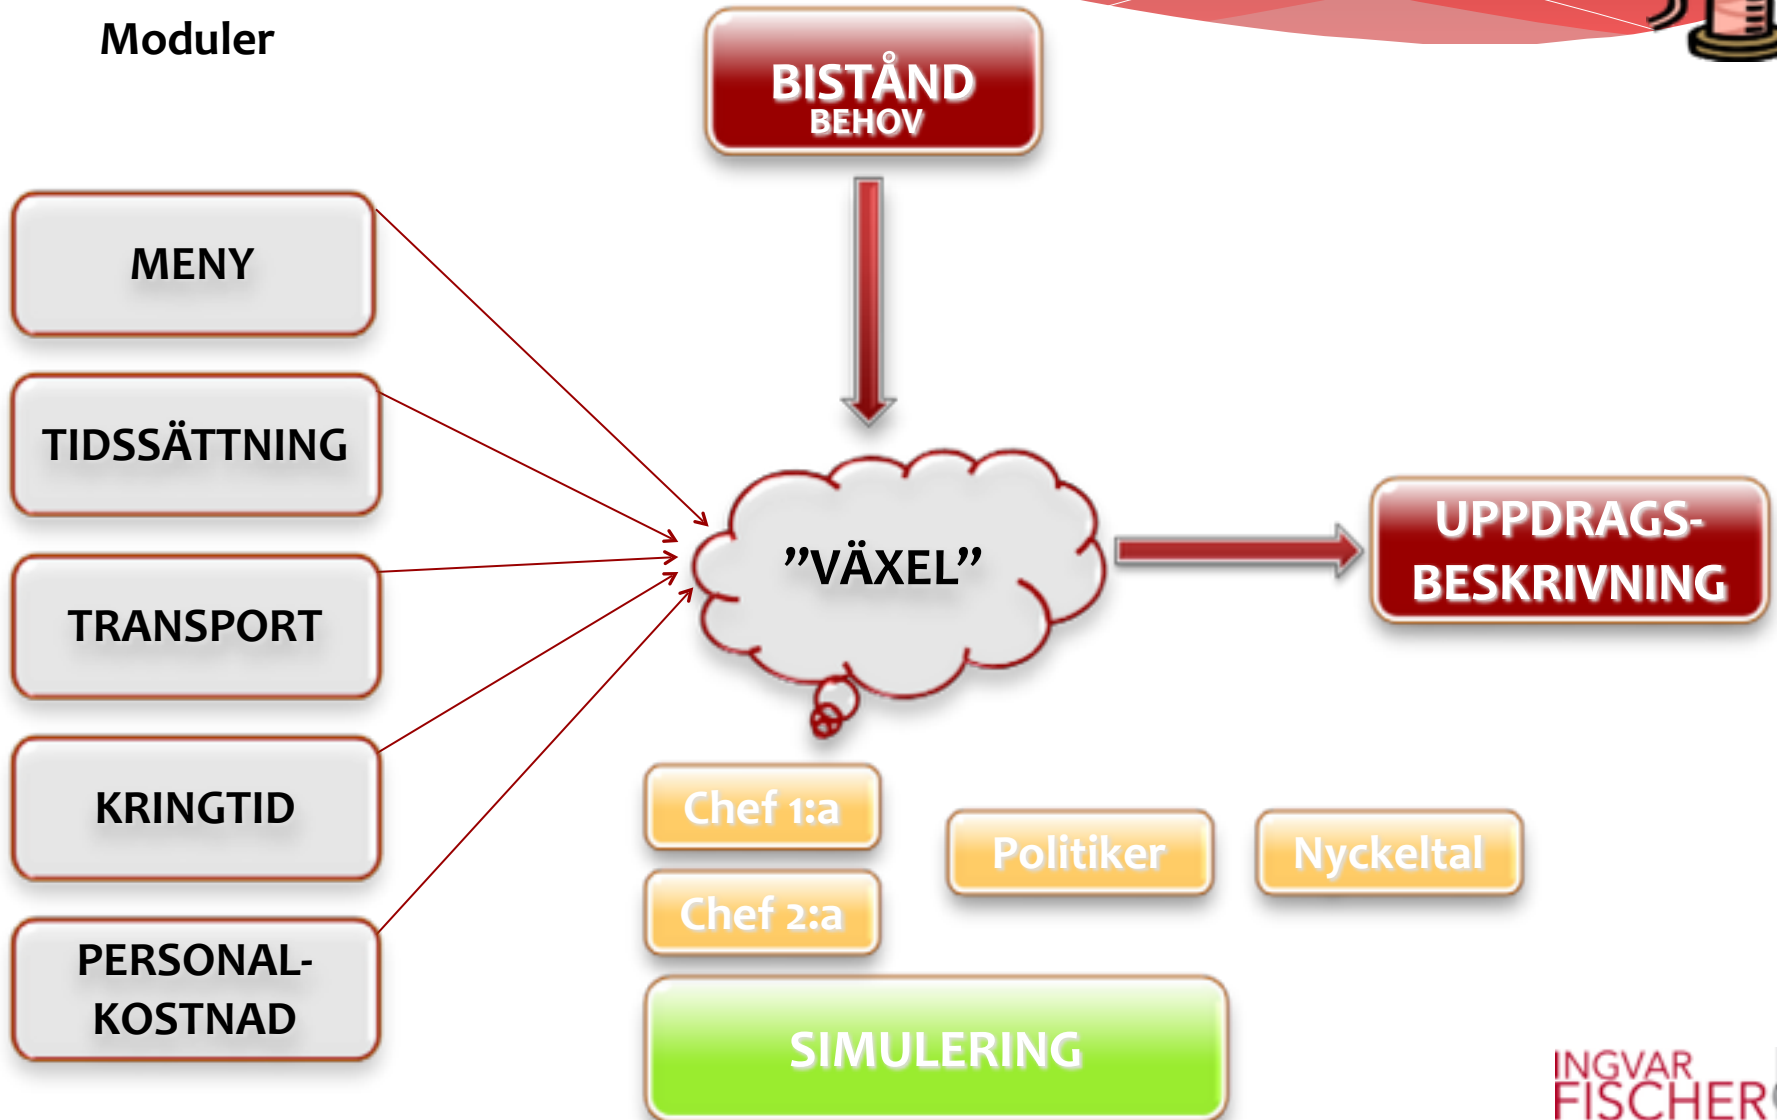 Moduler
BISTÅND
BEHOV
MENY
TIDSSÄTTNING
TRANSPORT
KRINGTID
PERSONAL-
KOSTNAD
”VÄXEL”
UPPDRAGS-
BESKRIVNING
Chef 1:a
Chef 2:a
Politiker
Nyckeltal
SIMULERING
INGVAR
FISCHER